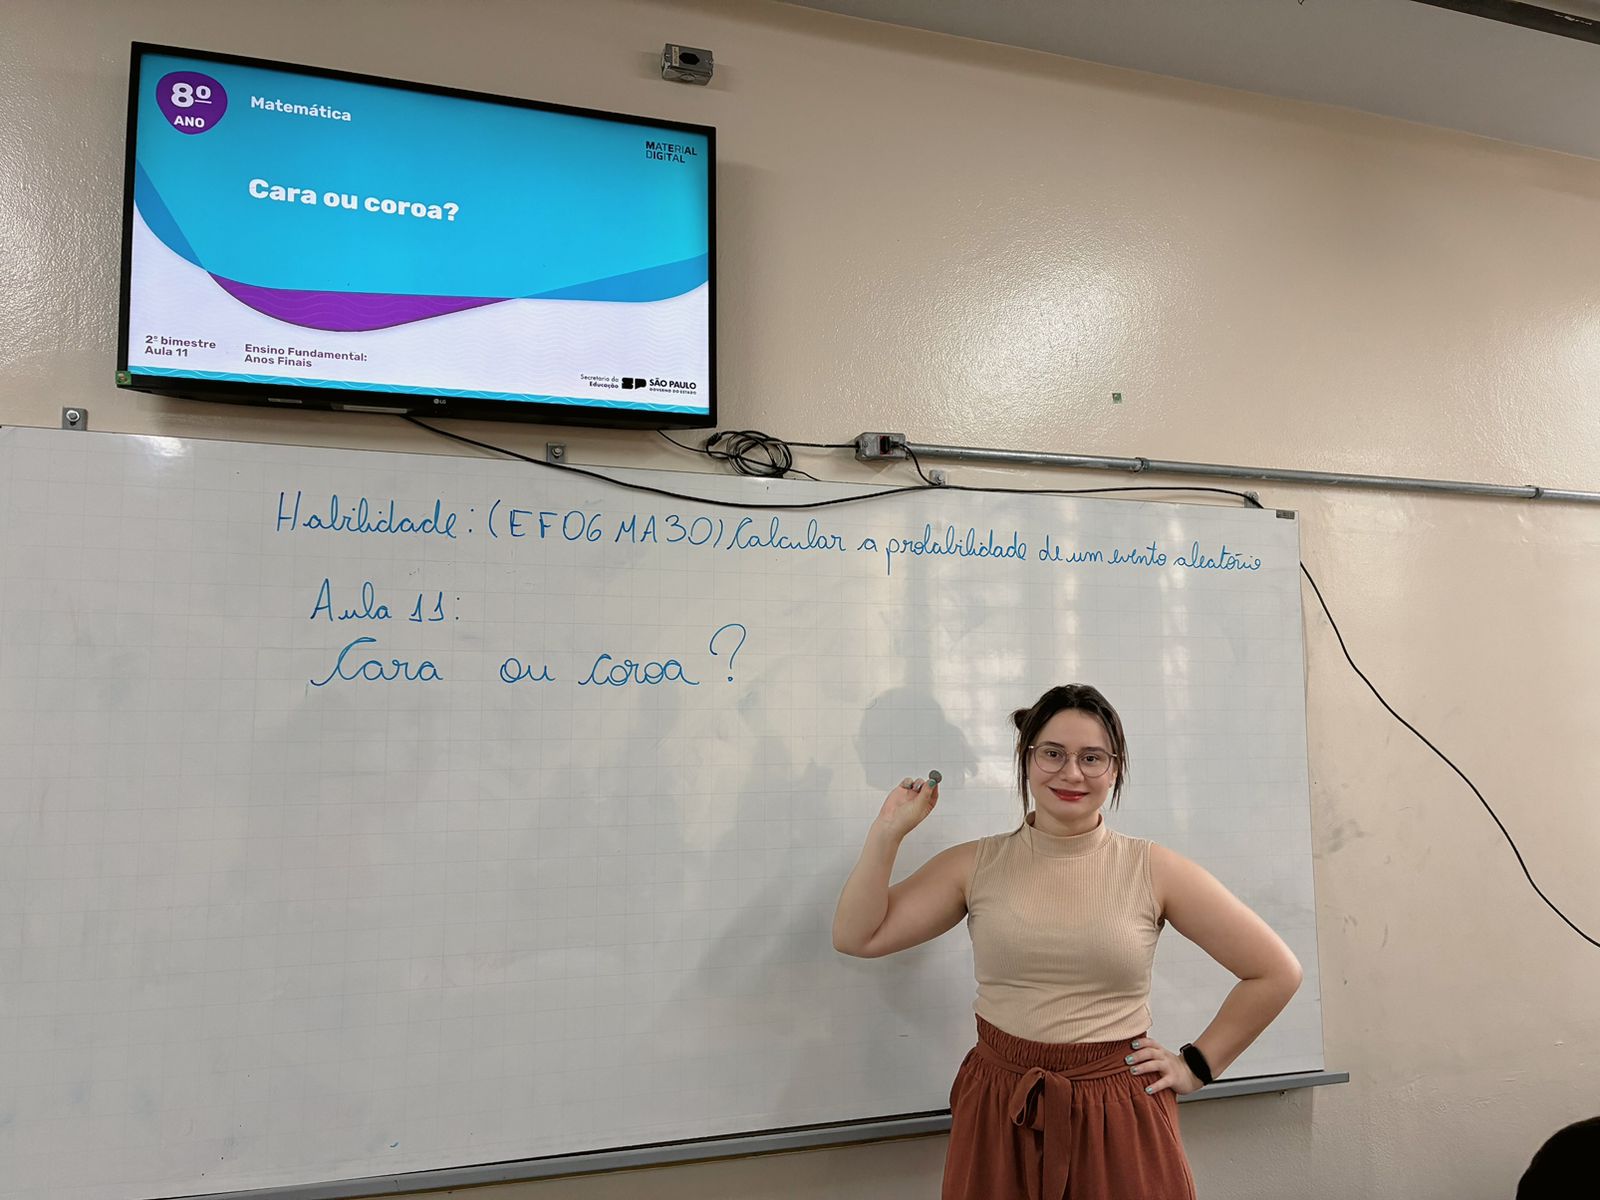 8º
ANO
Matemática
MATERIAL
DIGITAL
Cara ou coroa?
2º bimestre
Aula 11
Ensino Fundamental:
Anos Finais
Secretaria da
Educação
SP
SÃO PAULO
GOVERNO DO ESTADO
LG
Habilidade: (EF06MA30) Calcular a probabilidade de um evento aleatório
Aula 11:
Cara ou coroa?